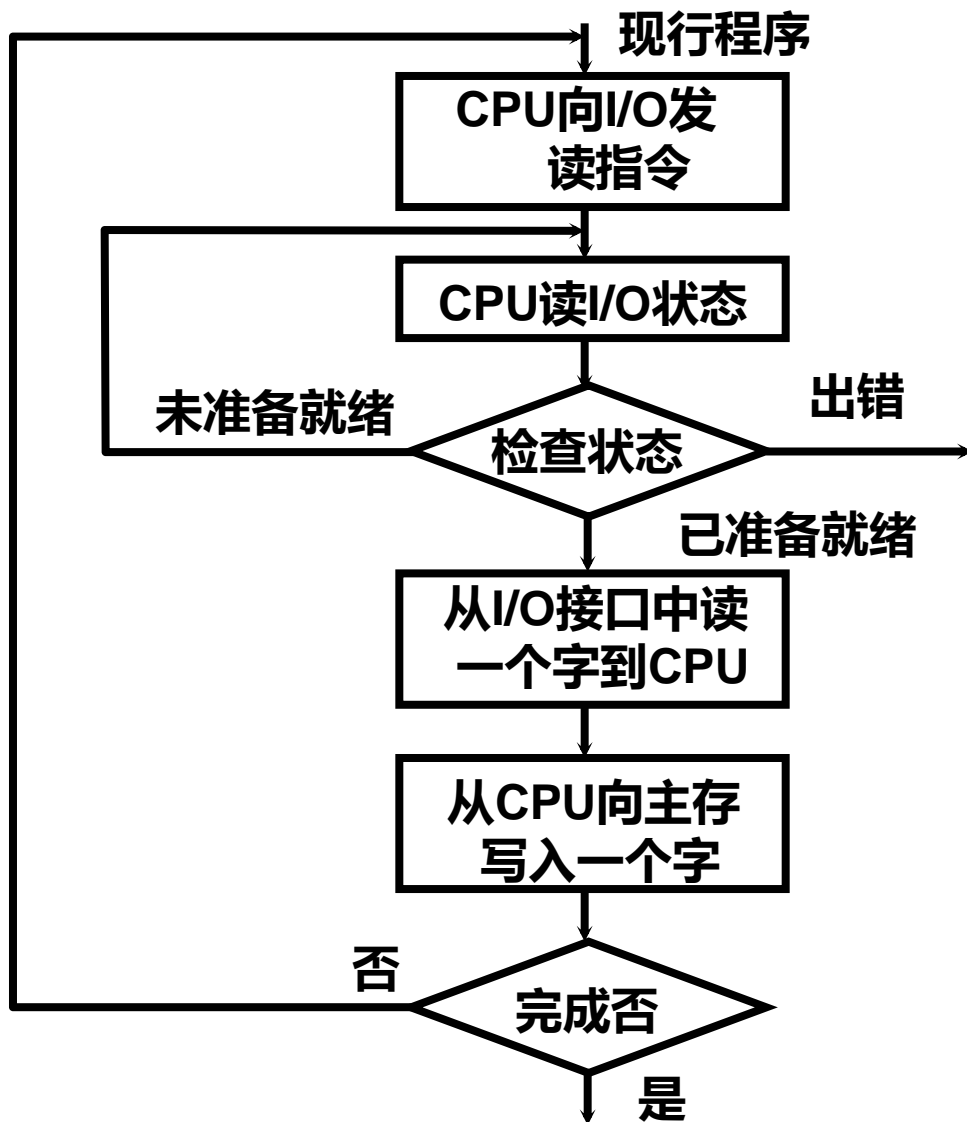 现行程序
CPU向I/O发
读指令
CPU读I/O状态
未准备就绪
检查状态
出错
已准备就绪
从I/O接口中读
一个字到CPU
从CPU向主存
写入一个字
否
完成否
是